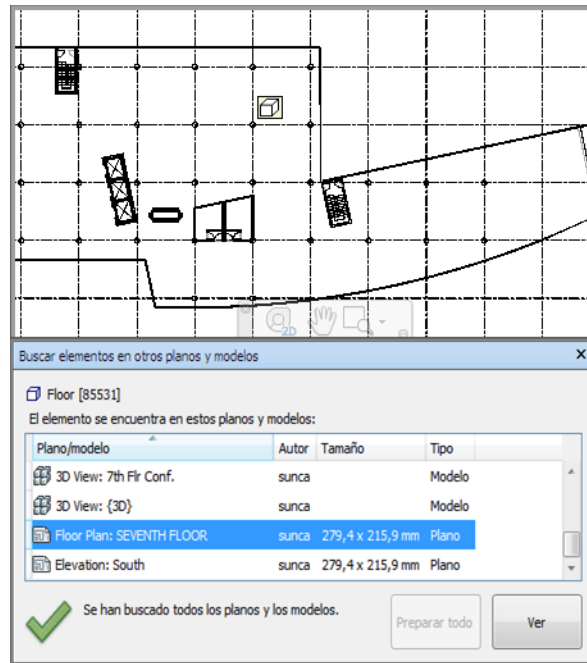 2D
Buscar elementos en otros planos y modelos
Floor [85531]
El elemento se encuentra en estos planos y modelos:
Plano/modelo Autor Tamaño Tipo
3D View: 7th Flr Conf. sunca Modelo
3D View: {3D} sunca Modelo
Floor Plan: SEVENTH FLOOR sunca 279,4 x 215,9 mm Plano
Elevation: South sunca 279,4 x 215,9 mm Plano
Se han buscado todos los planos y los modelos.
Preparar todo
Ver